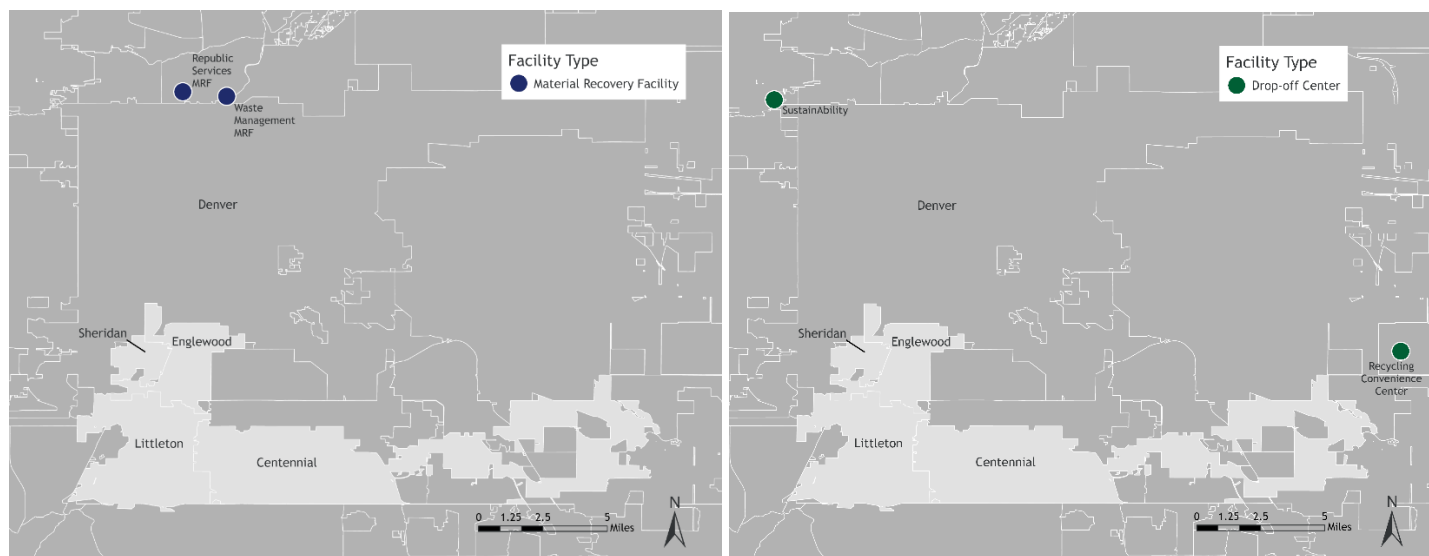 Facility Type
Material Recovery Facility
Republic
Services
MRF
Waste
Management
MRF
Denver
Sheridan
Englewood
Littleton
Centennial
0 1.25 2.5 5
Miles
N
Facility Type
Drop-off Center
SustainAbility
Denver
Sheridan
Englewood
Recycling
Convenience
Center
Littleton
Centennial
0 1.25 2.5 5
Miles
N